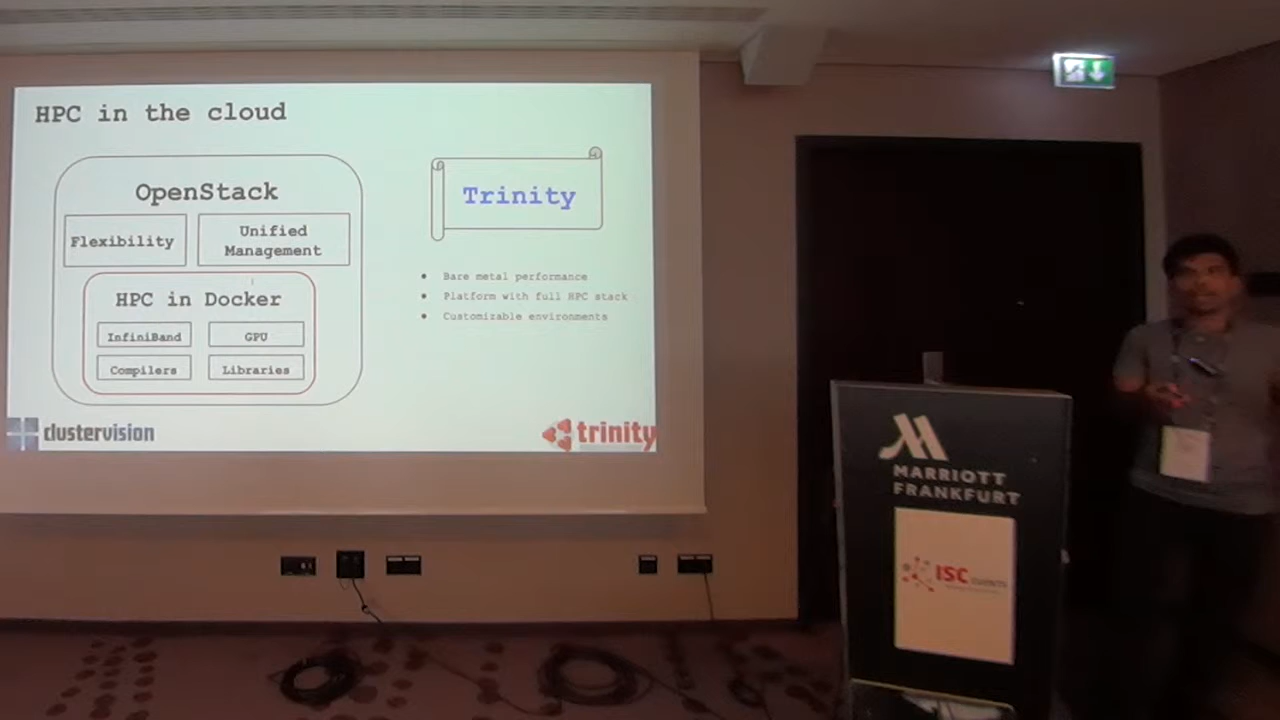 HPC in the cloud
OpenStack
Flexibility
Unified
Management
HPC in Docker
InfiniBand
GPU
Compilers
Libraries
Trinity
Bare metal performance
Platform with full HPC stack
Customizable environments
clustervision
trinity
MARRIOTT
FRANKFURT
ISC